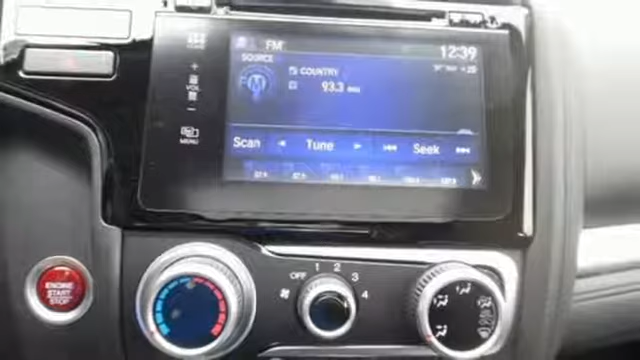 FM 12:39
SOURCE
COUNTRY
93.3 MHz
VOL
Scan Tune Seek
MENU
OFF 1 2 3 4
ENGINE
START
STOP